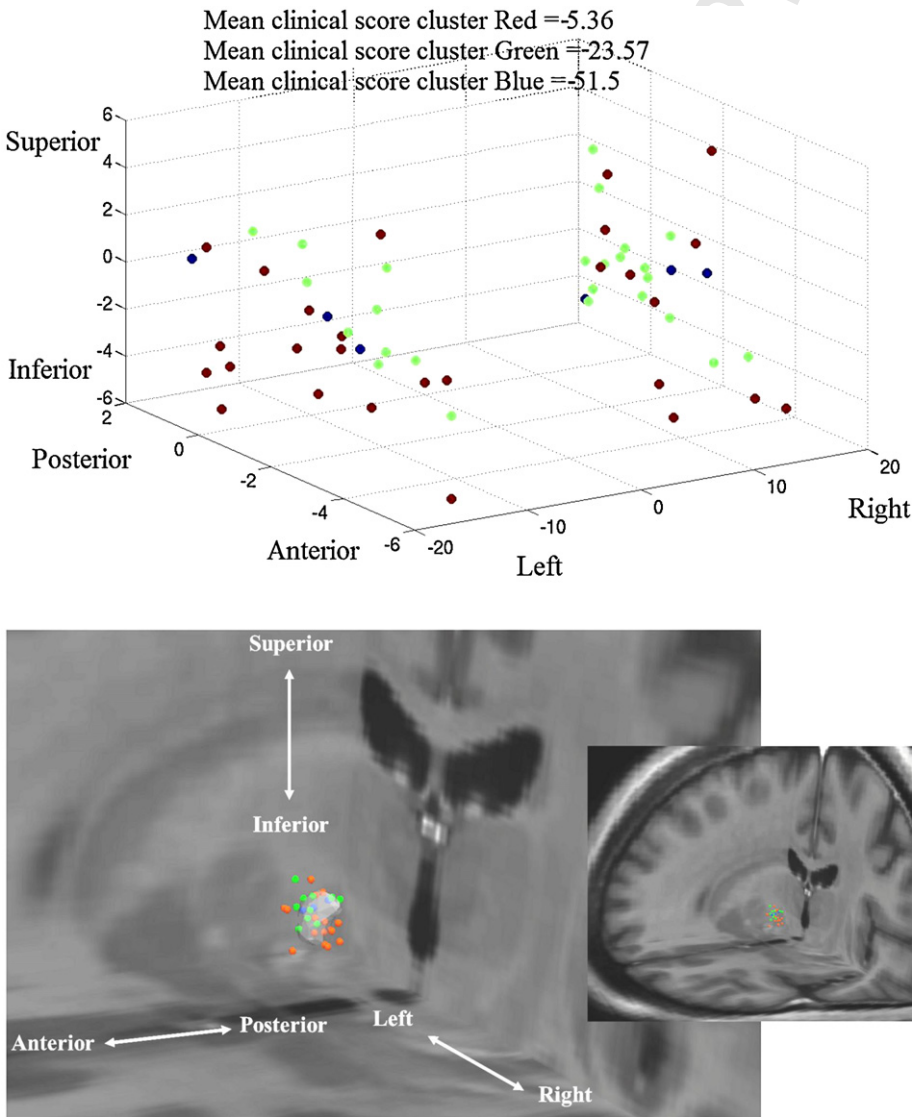 Mean clinical score cluster Red =-5.36
Mean clinical score cluster Green =-23.57
Mean clinical score cluster Blue =-51.5
6
Superior
4
2
0
-2
-4
Inferior
-6
2
Posterior
0
-2
-4
Anterior
-6
-20
-10
Left
0
10
20
Right
Superior
Inferior
Anterior
Posterior
Left
Right